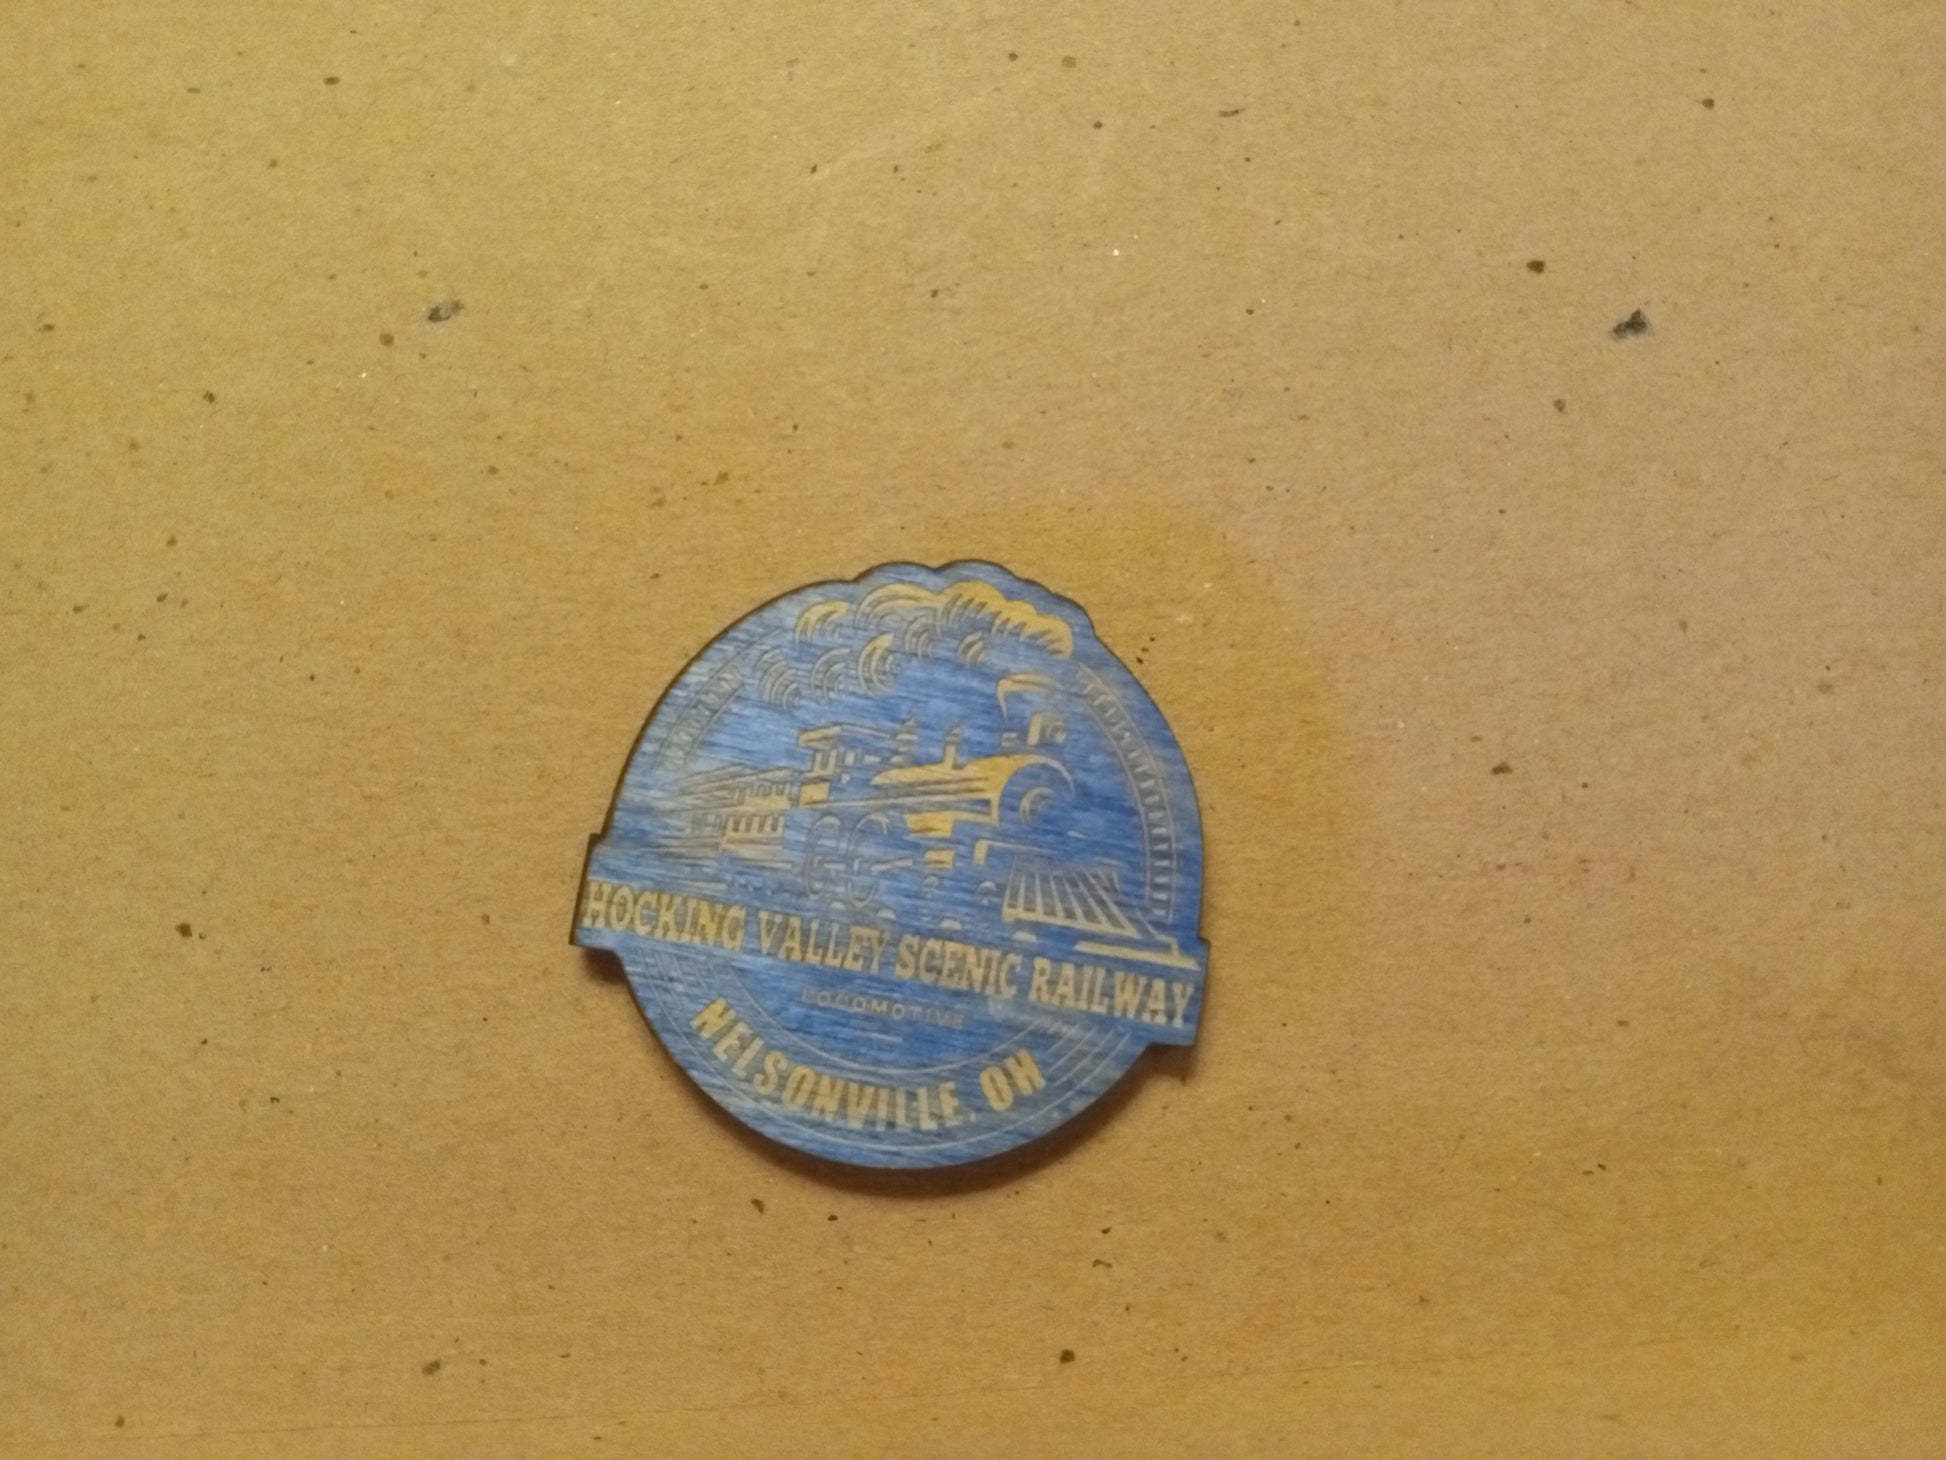 HOCKING VALLEY SCENIC RAILWAY
LOCOMOTIVE
NELSONVILLE, OH